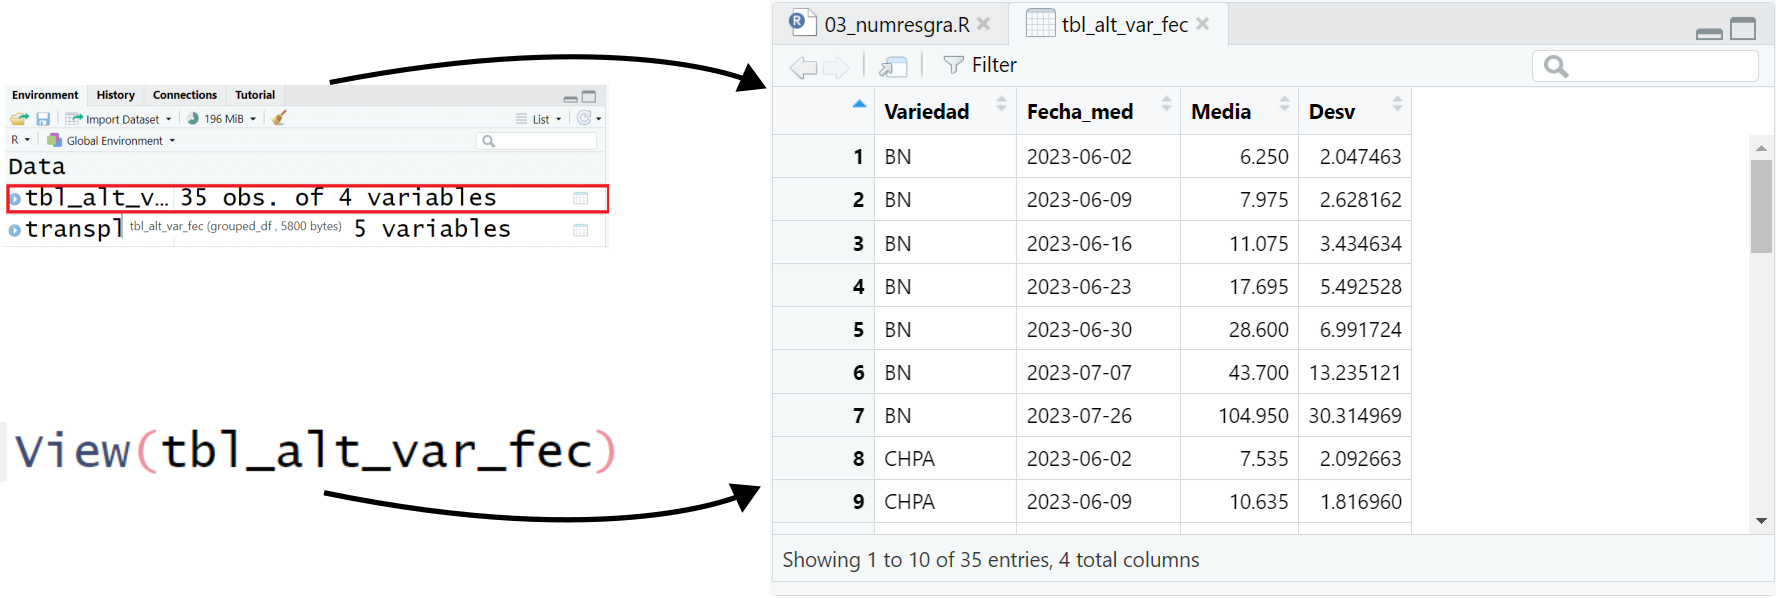 Environment History Connections Tutorial
Import Dataset 196 MiB List
R Global Environment
Data
tbl_alt_v... 35 obs. of 4 variables
transpl 5 variables
tbl_alt_var_fec (grouped_df , 5800 bytes)
View(tbl_alt_var_fec)
03_numresgra.R tbl_alt_var_fec
Filter
Variedad Fecha_med Media Desv
1 BN 2023-06-02 6.250 2.047463
2 BN 2023-06-09 7.975 2.628162
3 BN 2023-06-16 11.075 3.434634
4 BN 2023-06-23 17.695 5.492528
5 BN 2023-06-30 28.600 6.991724
6 BN 2023-07-07 43.700 13.235121
7 BN 2023-07-26 104.950 30.314969
8 CHPA 2023-06-02 7.535 2.092663
9 CHPA 2023-06-09 10.635 1.816960
Showing 1 to 10 of 35 entries, 4 total columns